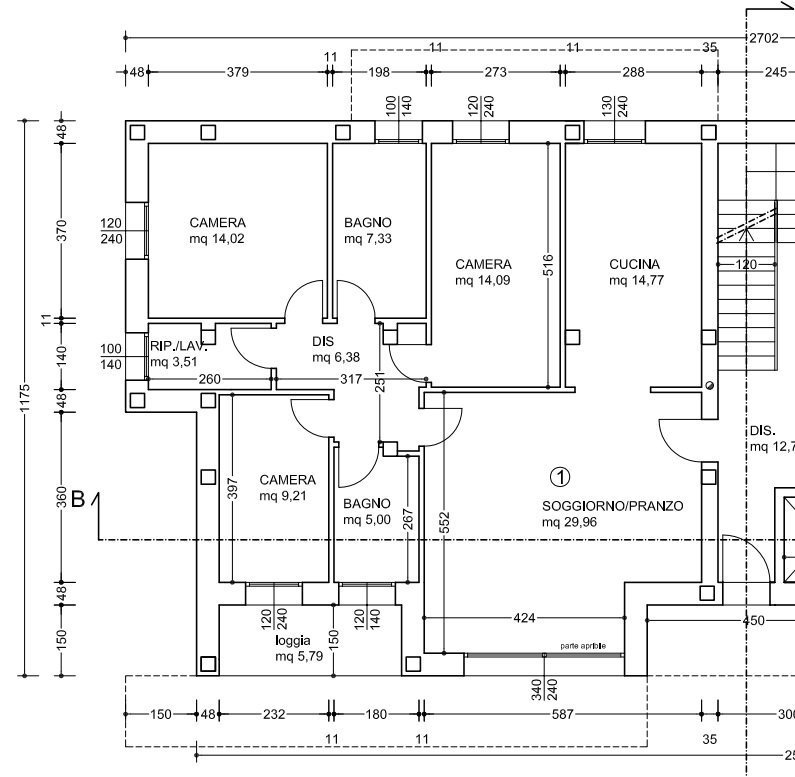 2702
11
11
11
35
48
379
198
273
288
245
100
140
120
240
130
240
48
370
11
140
48
360
48
150
1175
120
240
CAMERA
mq 14,02
BAGNO
mq 7,33
CAMERA
mq 14,09
516
CUCINA
mq 14,77
120
100
140
RIP./LAV.
mq 3,51
DIS
mq 6,38
260
317
251
DIS.
mq 12,7
B
397
CAMERA
mq 9,21
BAGNO
mq 5,00
267
552
1
SOGGIORNO/PRANZO
mq 29,96
120
240
120
140
loggia
mq 5,79
150
424
parte apribile
340
240
450
150
48
232
180
587
300
11
11
35
25